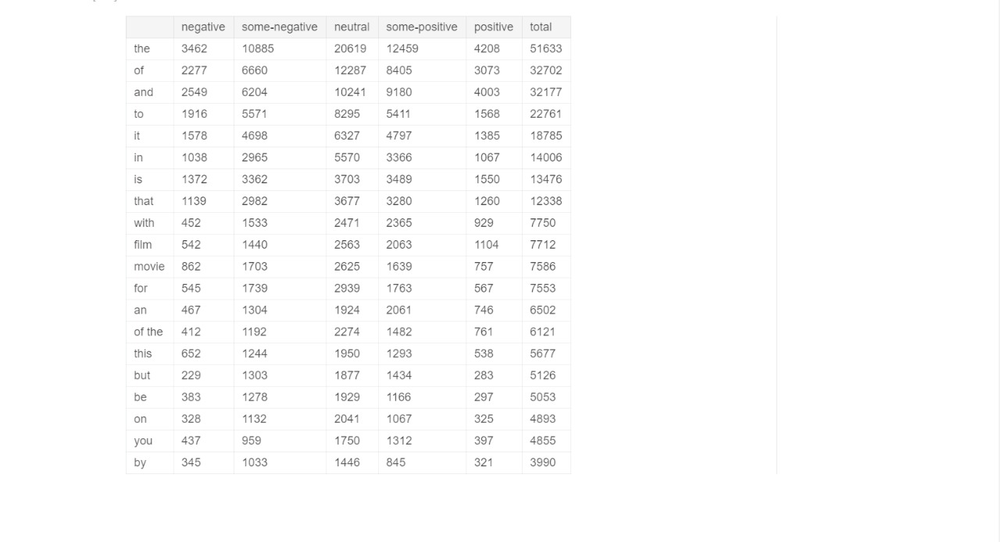 negative some-negative neutral some-positive positive total
the 3462 10885 20619 12459 4208 51633
of 2277 6660 12287 8405 3073 32702
and 2549 6204 10241 9180 4003 32177
to 1916 5571 8295 5411 1568 22761
it 1578 4698 6327 4797 1385 18785
in 1038 2965 5570 3366 1067 14006
is 1372 3362 3703 3489 1550 13476
that 1139 2982 3677 3280 1260 12338
with 452 1533 2471 2365 929 7750
film 542 1440 2563 2063 1104 7712
movie 862 1703 2625 1639 757 7586
for 545 1739 2939 1763 567 7553
an 467 1304 1924 2061 746 6502
of the 412 1192 2274 1482 761 6121
this 652 1244 1950 1293 538 5677
but 229 1303 1877 1434 283 5126
be 383 1278 1929 1166 297 5053
on 328 1132 2041 1067 325 4893
you 437 959 1750 1312 397 4855
by 345 1033 1446 845 321 3990